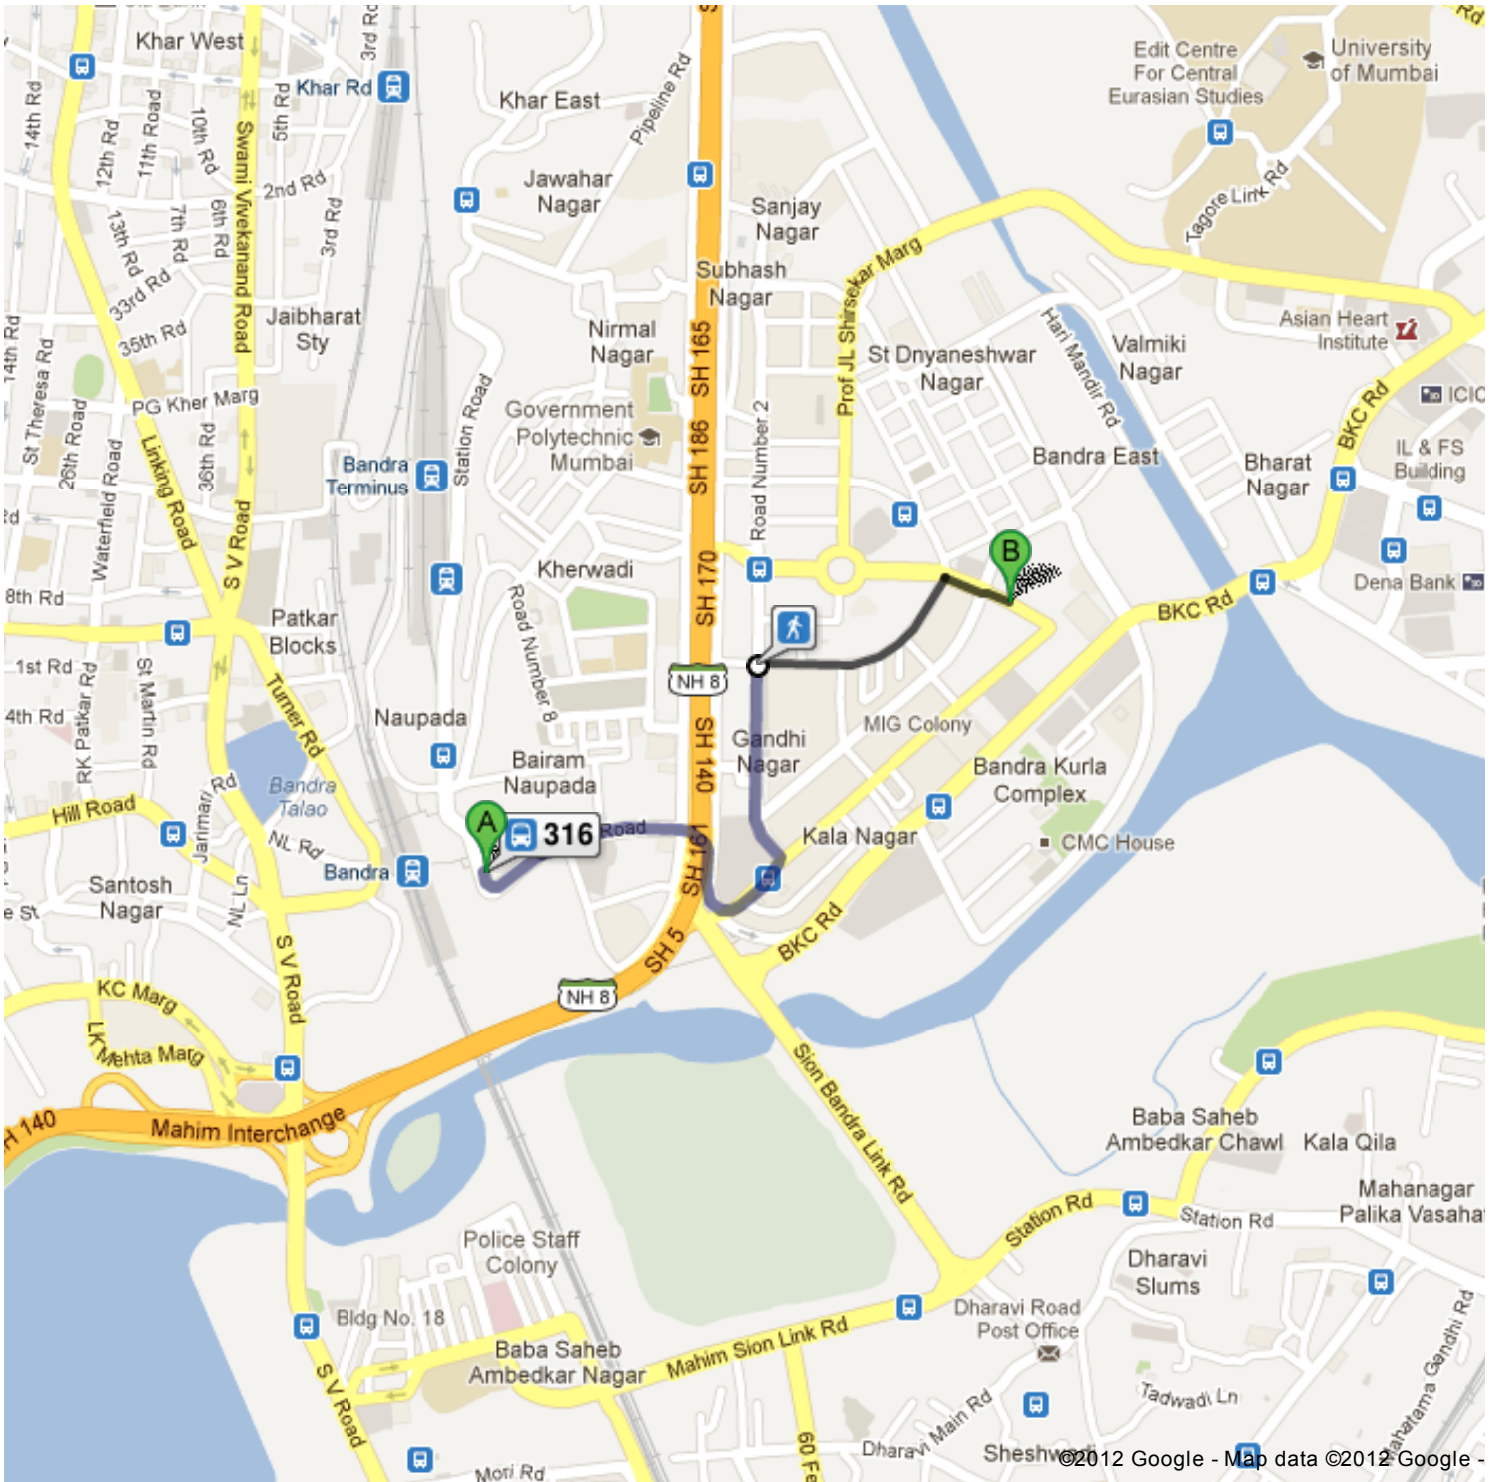 Khar West
3rd Rd
Rd
14th Rd
Khar Rd
Khar East
Pipeline Rd
Edit Centre
For Central
Eurasian Studies
University
of Mumbai
12th Rd
11th Road
10th Rd
5th Rd
Swami Vivekanand Road
2nd Rd
Jawahar
Nagar
Tagore Link Rd
13th Rd
7th Rd
6th Rd
3rd Rd
Sanjay
Nagar
33rd Rd
Subhash
Nagar
Prof JL Shirsekar Marg
35th Rd
Jaibharat
Sty
Nirmal
Nagar
SH 165
Hari Mandir Rd
Valmiki
Nagar
Asian Heart
Institute
14th Rd
St Theresa Rd
St Dnyaneshwar
Nagar
PG Kher Marg
Station Road
Government
Polytechnic
Mumbai
SH 186
Road Number 2
BKC Rd
ICIC
26th Road
Waterfield Road
Linking Road
36th Rd
Bandra
Terminus
Bandra East
Bharat
Nagar
IL & FS
Building
S V Road
Kherwadi
SH 170
B
Dena Bank
8th Rd
Patkar
Blocks
Road Number 8
BKC Rd
1st Rd
RK Patkar Rd
St Martin Rd
NH 8
4th Rd
Turner Rd
Naupada
SH 140
Gandhi
Nagar
MIG Colony
Bairam
Naupada
Bandra Kurla
Complex
Bandra
Talao
Hill Road
Jarimari Rd
A
316
Road
Kala Nagar
CMC House
NL Rd
Bandra
SH 161
Santosh
Nagar
NL Ln
e St
S V Road
BKC Rd
SH 5
KC Marg
NH 8
LK Mehta Marg
Sion Bandra Link Rd
H 140
Mahim Interchange
Baba Saheb
Ambedkar Chawl
Kala Qila
Mahanagar
Palika Vasahat
Station Rd
Station Rd
Police Staff
Colony
Dharavi
Slums
Bldg No. 18
Dharavi Road
Post Office
Mahim Sion Link Rd
Baba Saheb
Ambedkar Nagar
S V Road
Mahatama Gandhi Rd
Tadwadi Ln
Dharavi Main Rd
60 Fe
Sheshwadi
Mori Rd
©2012 Google - Map data ©2012 Google -